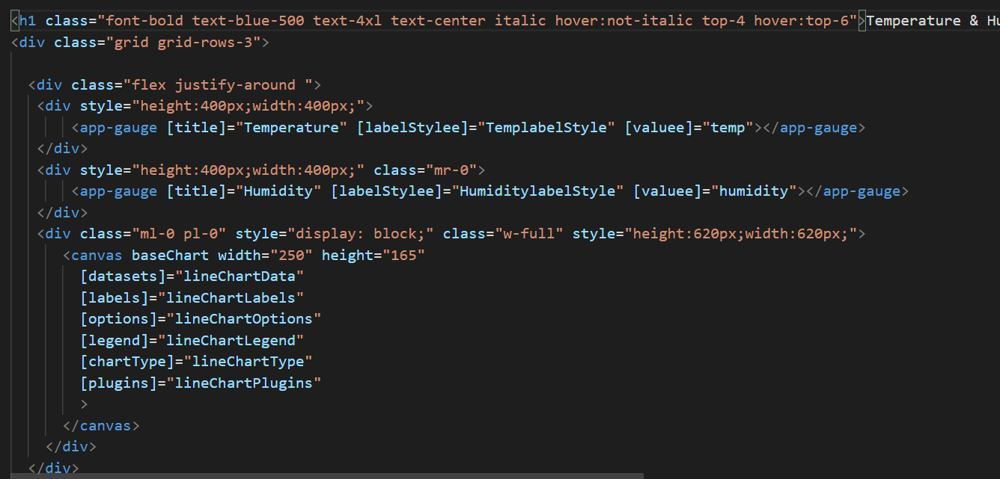 <h1 class="font-bold text-blue-500 text-4xl text-center italic hover:not-italic top-4 hover:top-6">Temperature & Hu
<div class="grid grid-rows-3">
<div class="flex justify-around ">
<div style="height:400px;width:400px;">
<app-gauge [title]="Temperature" [labelStylee]="TemplabelStyle" [valuee]="temp"></app-gauge>
</div>
<div style="height:400px;width:400px;" class="mr-0">
<app-gauge [title]="Humidity" [labelStylee]="HumiditylabelStyle" [valuee]="humidity"></app-gauge>
</div>
<div class="ml-0 pl-0" style="display: block;" class="w-full" style="height:620px;width:620px;">
<canvas baseChart width="250" height="165"
[datasets]="lineChartData"
[labels]="lineChartLabels"
[options]="lineChartOptions"
[legend]="lineChartLegend"
[chartType]="lineChartType"
[plugins]="lineChartPlugins"
>
</canvas>
</div>
</div>